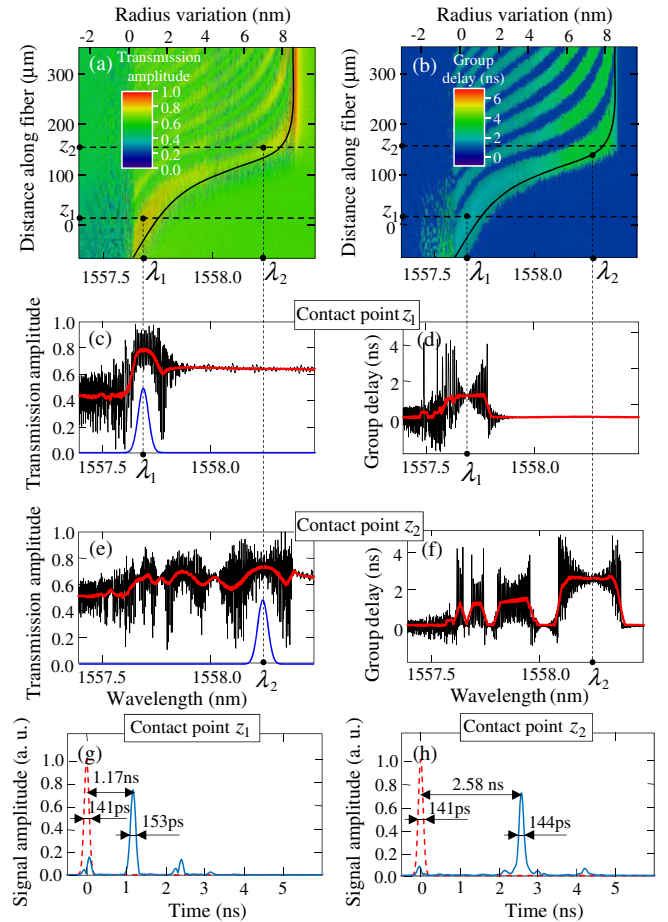 Radius variation (nm)
-2 0 2 4 6 8
Radius variation (nm)
-2 0 2 4 6 8
Distance along fiber (µm)
300
200
z2
100
z1
0
(a) Transmission
amplitude
1.0
0.8
0.6
0.4
0.2
0.0
1557.5 λ1 1558.0 λ2
Distance along fiber (µm)
300
200
z2
100
z1
0
(b) Group
delay (ns)
6
4
2
0
1557.5 λ1 1558.0 λ2
Contact point z1
Transmission amplitude
1.0
0.8
0.6
0.4
0.2
0.0
(c)
1557.5 λ1 1558.0
Group delay (ns)
4
2
0
(d)
1557.5 λ1 1558.0
Contact point z2
Transmission amplitude
1.0
0.8
0.6
0.4
0.2
0.0
(e)
1557.5 1558.0 λ2
Wavelength (nm)
Group delay (ns)
4
2
0
(f)
1557.5 1558.0 λ2
Wavelength (nm)
Signal amplitude (a. u.)
1.0
0.8
0.6
0.4
0.2
0.0
(g)
Contact point z1
1.17ns
141ps
153ps
0 1 2 3 4 5
Time (ns)
Signal amplitude (a. u.)
1.0
0.8
0.6
0.4
0.2
0.0
(h)
Contact point z2
2.58 ns
141ps
144ps
0 1 2 3 4 5
Time (ns)